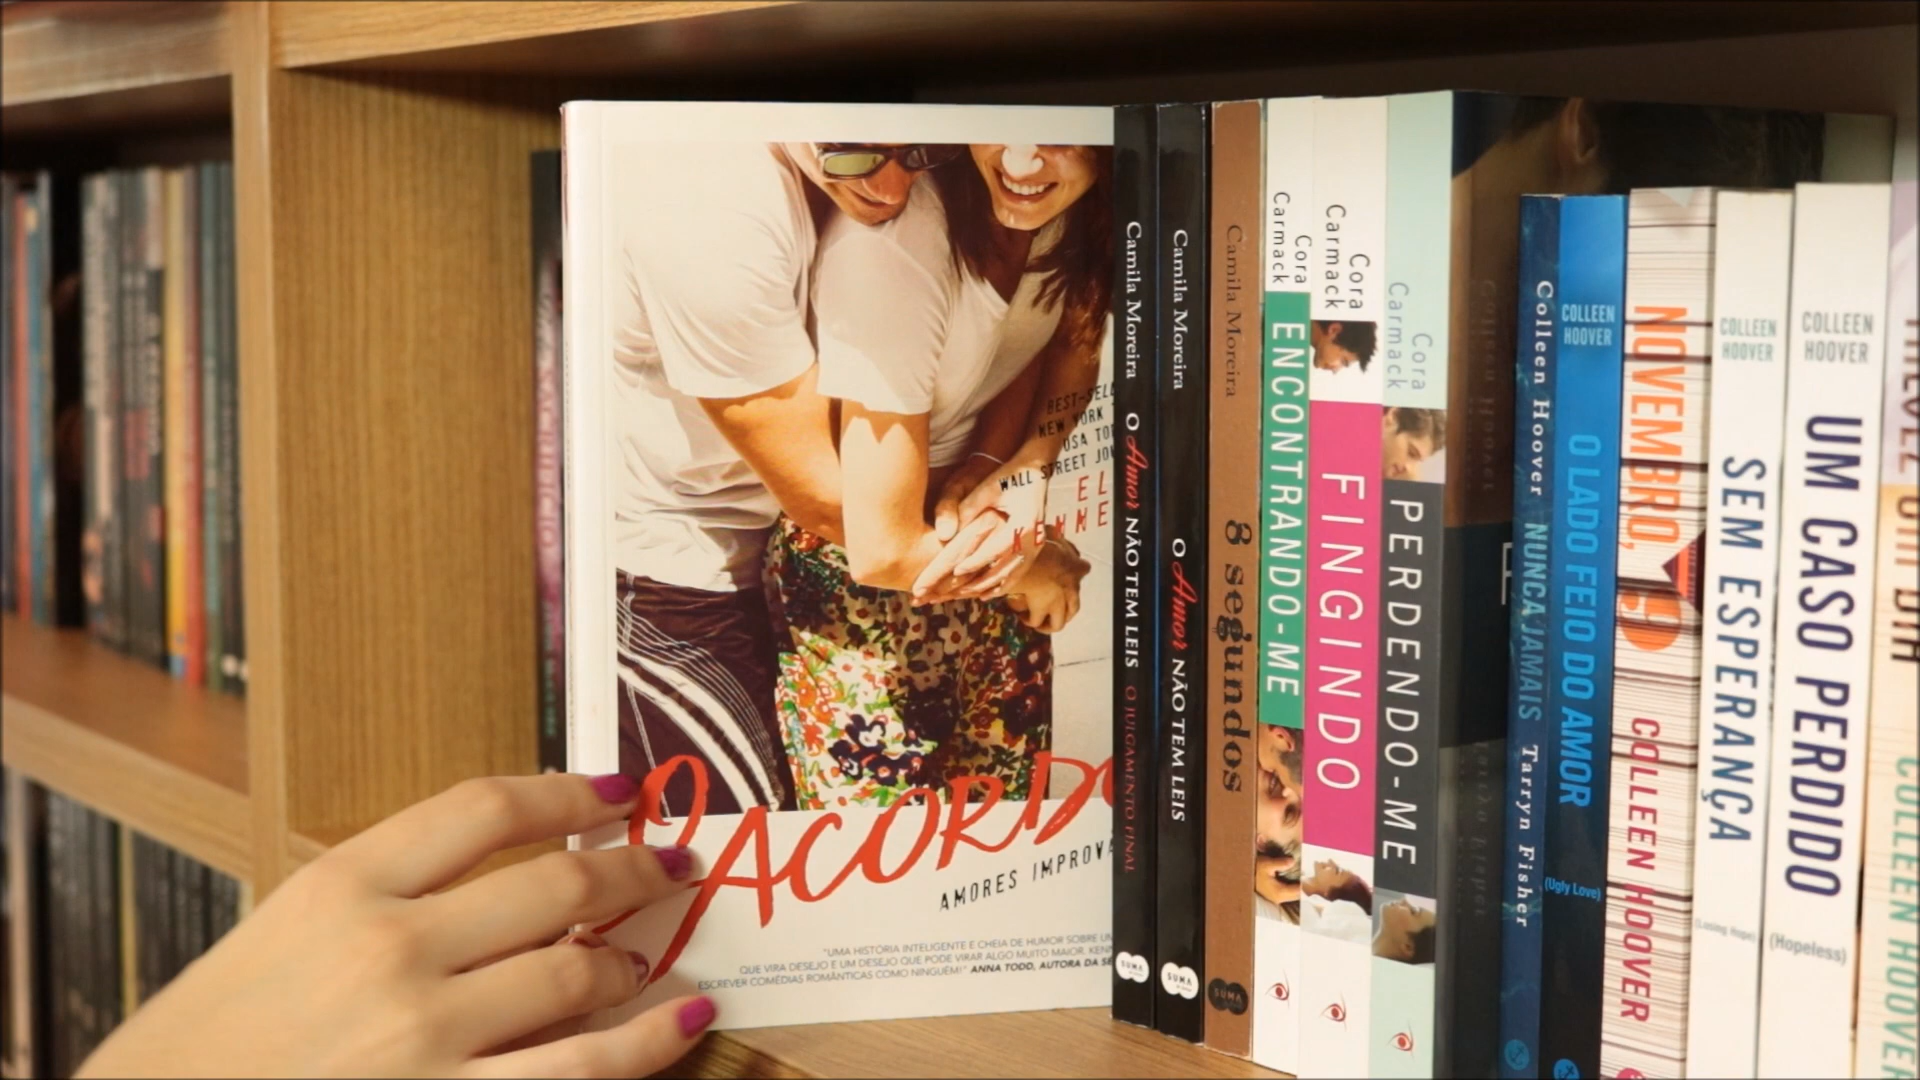 BEST-SELL
NEW YORK
USA TO
WALL STREET JOU
EL
KENNE
O ACORDO
AMORES IMPROVÁ
"UMA HISTÓRIA INTELIGENTE E CHEIA DE HUMOR SOBRE UM
QUE VIRA DESEJO E UM DESEJO QUE PODE VIRAR ALGO MUITO MAIOR. KENN
ESCREVER COMÉDIAS ROMÂNTICAS COMO NINGUÉM!" ANNA TODD, AUTORA DA SÉ
Camila Moreira O Amor NÃO TEM LEIS O JULGAMENTO FINAL
SUMA
Camila Moreira O Amor NÃO TEM LEIS
SUMA
Camila Moreira 8 segundos
SUMA
Cora Carmack ENCONTRANDO-ME
Cora Carmack FINGINDO
Cora Carmack PERDENDO-ME
Colleen Hoover NUNCA JAMAIS Tarryn Fisher
COLLEEN HOOVER O LADO FEIO DO AMOR (Ugly Love)
NOVEMBRO, 9 COLLEEN HOOVER
COLLEEN HOOVER SEM ESPERANÇA (Losing Hope)
COLLEEN HOOVER UM CASO PERDIDO (Hopeless)
TALVEZ UM DIA COLLEEN HOOVER